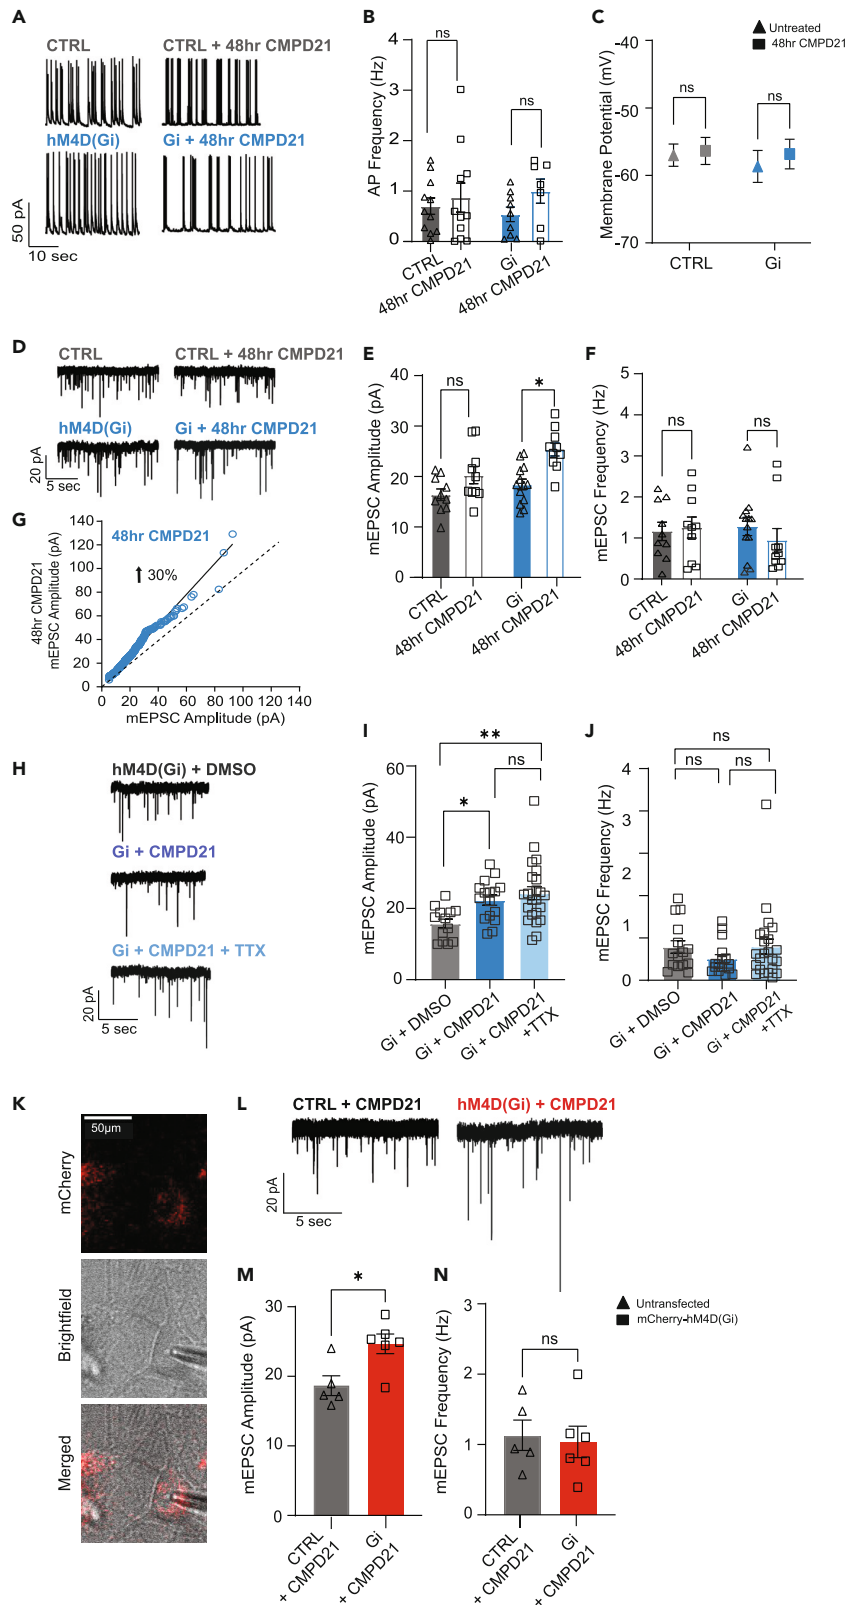 A
CTRL
CTRL + 48hr CMPD21
hM4D(Gi)
Gi + 48hr CMPD21
50 pA
10 sec
B
AP Frequency (Hz)
4
3
2
1
0
ns
ns
CTRL
48hr CMPD21
Gi
48hr CMPD21
C
Untreated
48hr CMPD21
Membrane Potential (mV)
-40
-50
-60
-70
ns
ns
CTRL
Gi
D
CTRL
CTRL + 48hr CMPD21
hM4D(Gi)
Gi + 48hr CMPD21
20 pA
5 sec
E
mEPSC Amplitude (pA)
40
30
20
10
0
ns
*
CTRL
48hr CMPD21
Gi
48hr CMPD21
F
mEPSC Frequency (Hz)
5
4
3
2
1
0
ns
ns
CTRL
48hr CMPD21
Gi
48hr CMPD21
G
48hr CMPD21
mEPSC Amplitude (pA)
140
120
100
80
60
40
20
0
48hr CMPD21
30%
0 20 40 60 80 100 120 140
mEPSC Amplitude (pA)
H
hM4D(Gi) + DMSO
Gi + CMPD21
Gi + CMPD21 + TTX
20 pA
5 sec
I
mEPSC Amplitude (pA)
60
40
20
0
**
ns
*
Gi + DMSO
Gi + CMPD21
Gi + CMPD21
+TTX
J
mEPSC Frequency (Hz)
4
3
2
1
0
ns
ns
ns
Gi + DMSO
Gi + CMPD21
Gi + CMPD21
+TTX
K
50μm
mCherry
Brightfield
Merged
L
CTRL + CMPD21
hM4D(Gi) + CMPD21
20 pA
5 sec
M
mEPSC Amplitude (pA)
30
20
10
0
*
CTRL
+ CMPD21
Gi
+ CMPD21
N
mEPSC Frequency (Hz)
3
2
1
0
ns
CTRL
+ CMPD21
Gi
+ CMPD21
Untransfected
mCherry-hM4D(Gi)